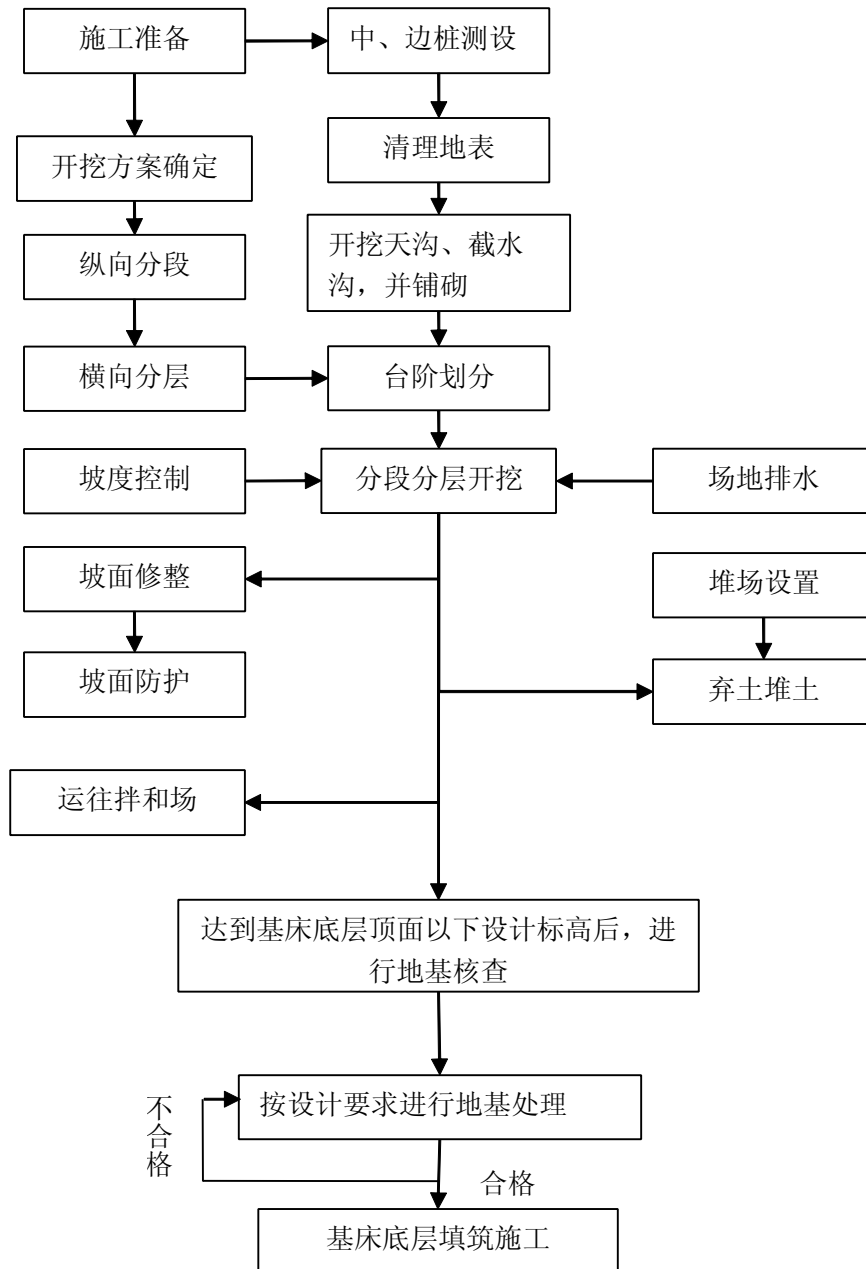 施工准备
中、边桩测设
清理地表
开挖方案确定
开挖天沟、截水
沟，并铺砌
纵向分段
横向分层
台阶划分
坡度控制
分段分层开挖
场地排水
坡面修整
堆场设置
坡面防护
弃土堆土
运往拌和场
达到基床底层顶面以下设计标高后，进
行地基核查
按设计要求进行地基处理
不合格
合格
基床底层填筑施工